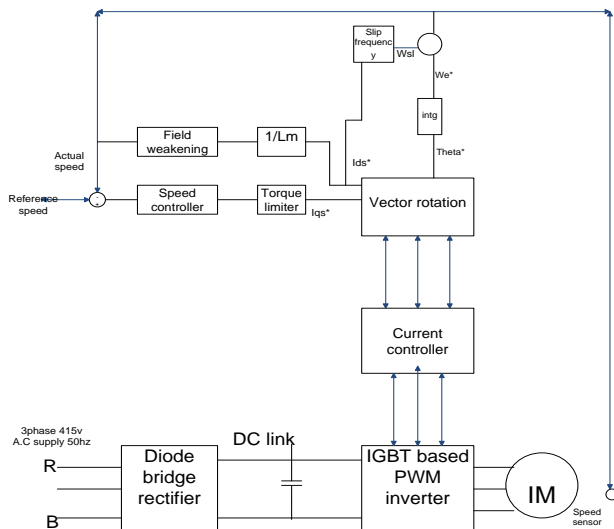 Slip
frequenc
y
Wsl
We*
intg
Theta*
Field
weakening
1/Lm
Actual
speed
Ids*
Reference
speed
-
+
Speed
controller
Torque
limiter
Iqs*
Vector rotation
Current
controller
3phase 415v
A.C supply 50hz
R
B
Diode
bridge
rectifier
DC link
IGBT based
PWM
inverter
IM
Speed
sensor